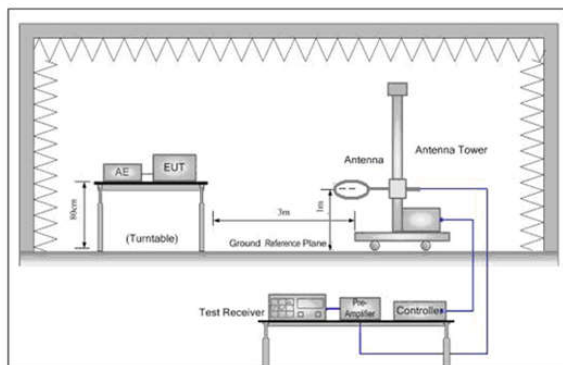 Antenna Tower
Antenna
AE
EUT
80cm
(Turntable)
3m
1m
Ground Reference Plane
Test Receiver
Pre-
Amplifier
Controller